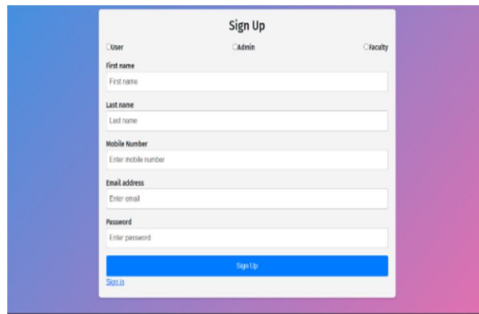 Sign Up
User Admin Faculty
First name
First name
Last name
Last name
Mobile Number
Enter mobile number
Email address
Enter email
Password
Enter password
Sign Up
Sign in